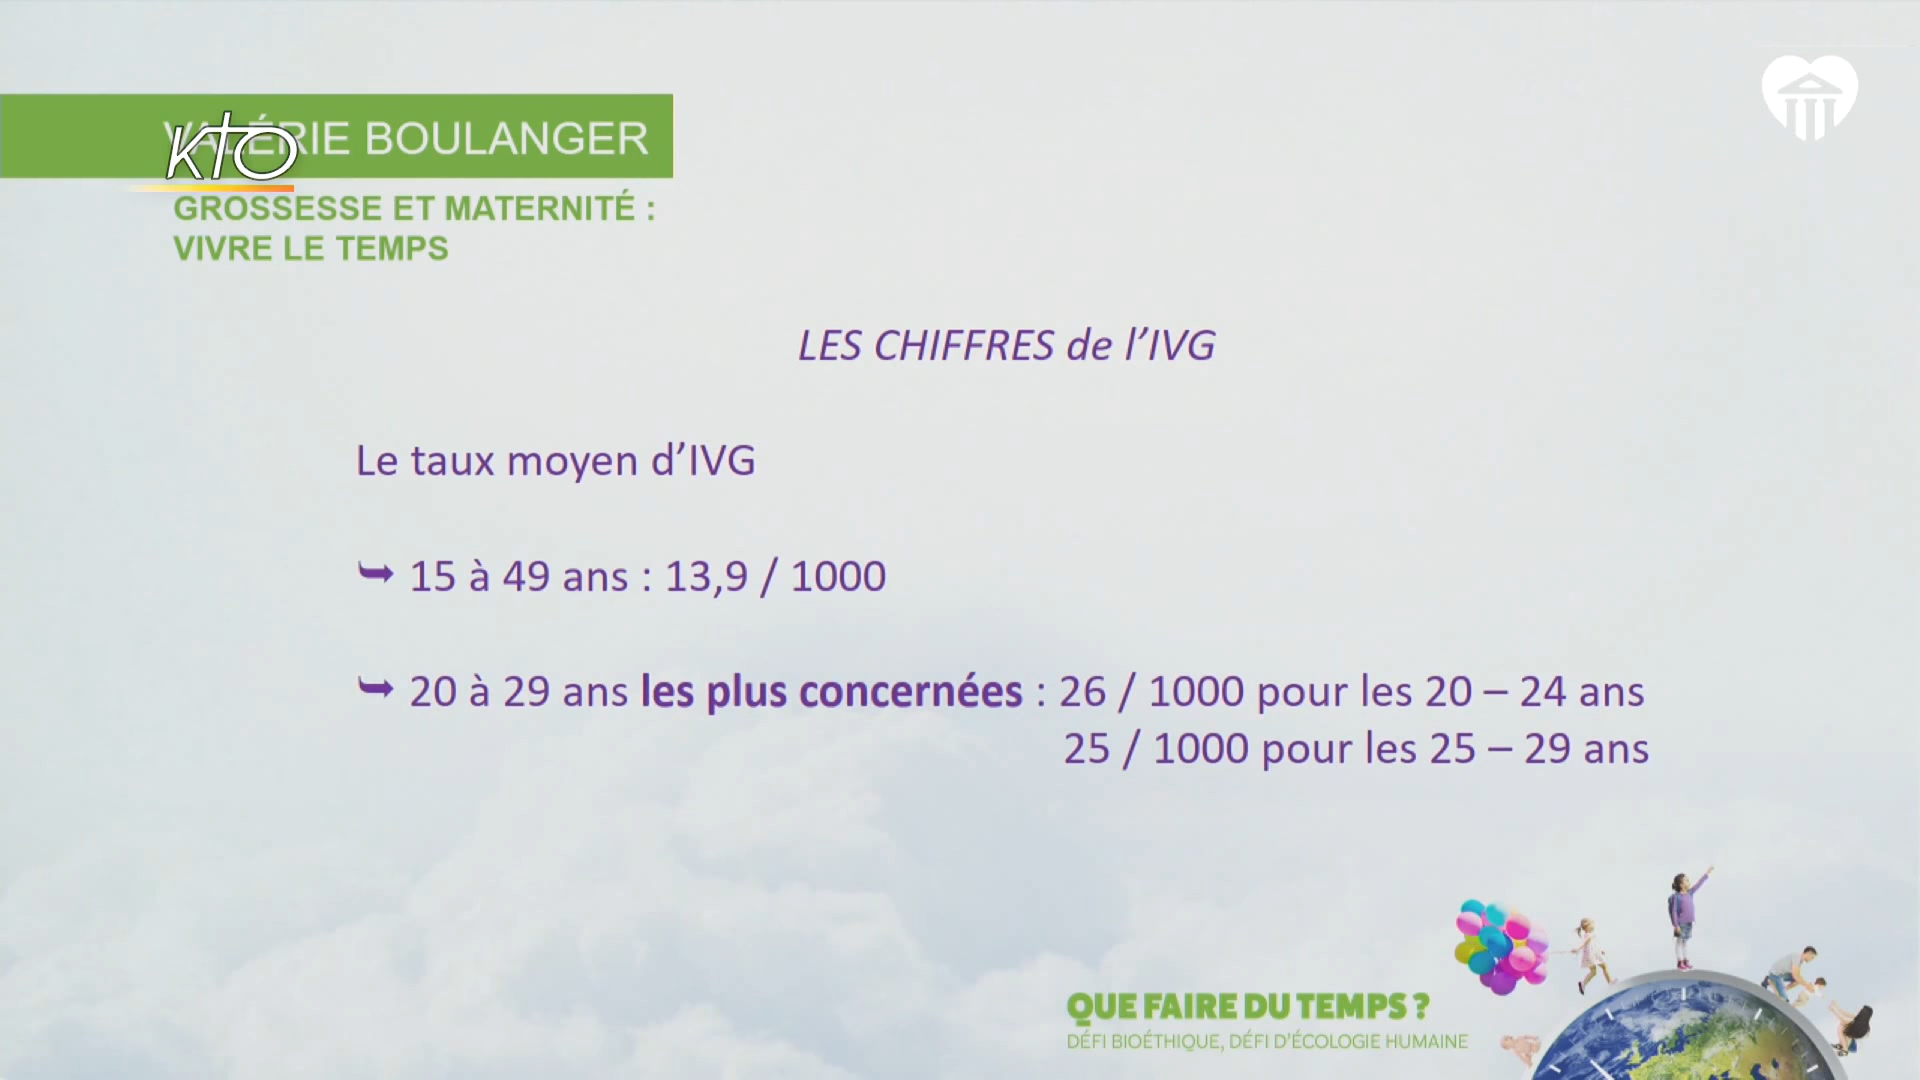 VALÉRIE BOULANGER
KTO
GROSSESSE ET MATERNITÉ :
VIVRE LE TEMPS
LES CHIFFRES de l’IVG
Le taux moyen d’IVG
➥ 15 à 49 ans : 13,9 / 1000
➥ 20 à 29 ans les plus concernées : 26 / 1000 pour les 20 – 24 ans
25 / 1000 pour les 25 – 29 ans
QUE FAIRE DU TEMPS ?
DÉFI BIOÉTHIQUE, DÉFI D’ÉCOLOGIE HUMAINE